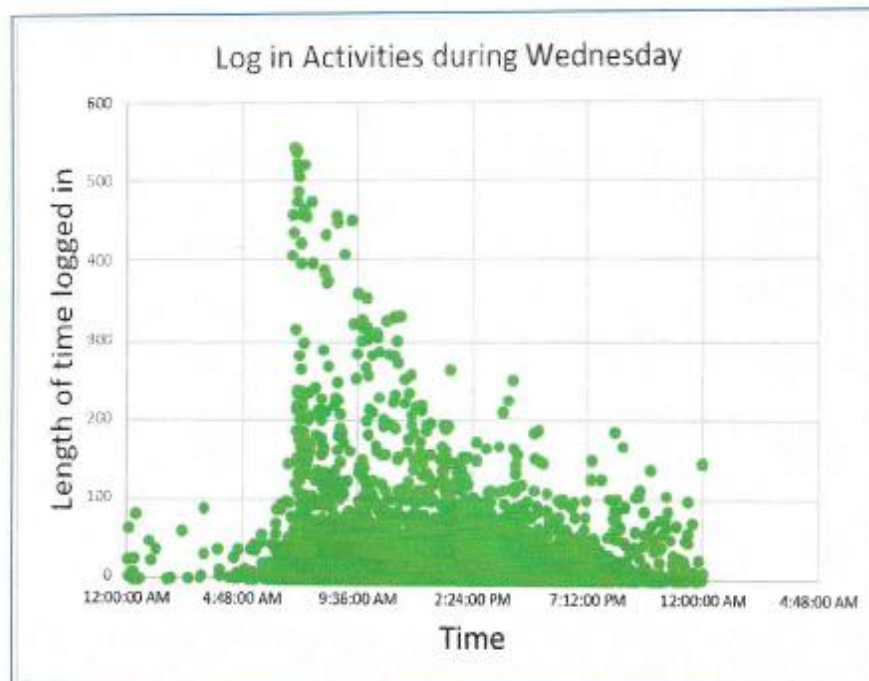 Log in Activities during Wednesday
600
500
400
300
200
100
0
Length of time logged in
12:00:00 AM 4:48:00 AM 9:36:00 AM 2:24:00 PM 7:12:00 PM 12:00:00 AM 4:48:00 AM
Time